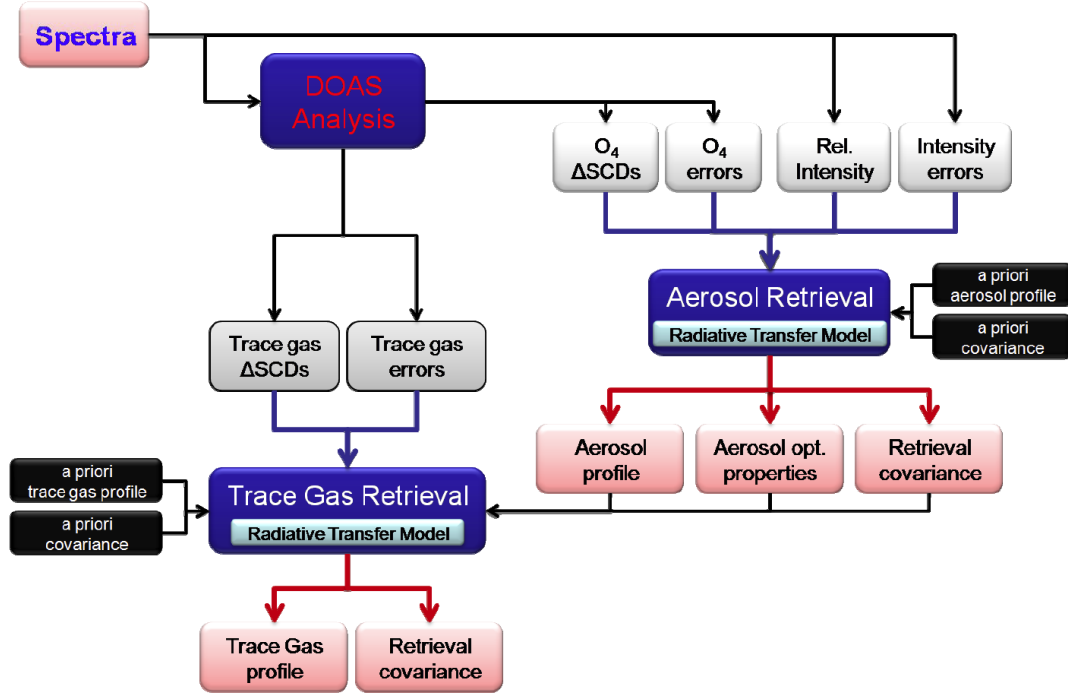 Spectra
DOAS
Analysis
O₄
ΔSCDs
O₄
errors
Rel.
Intensity
Intensity
errors
Aerosol Retrieval
Radiative Transfer Model
a priori
aerosol profile
a priori
covariance
Trace gas
ΔSCDs
Trace gas
errors
Aerosol
profile
Aerosol opt.
properties
Retrieval
covariance
a priori
trace gas profile
a priori
covariance
Trace Gas Retrieval
Radiative Transfer Model
Trace Gas
profile
Retrieval
covariance